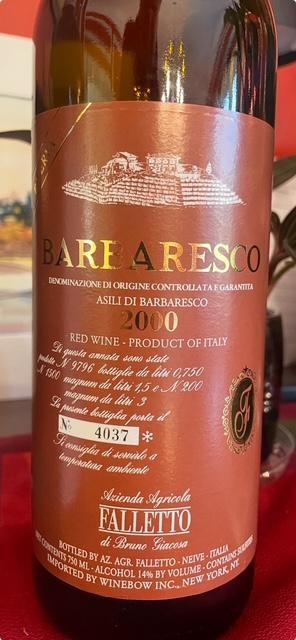 BARBARESCO
DENOMINAZIONE DI ORIGINE CONTROLLATA E GARANTITA
ASILI DI BARBARESCO
2000
RED WINE - PRODUCT OF ITALY
Di questa annata sono state
prodotte N 9796 bottiglie da litri 0,750
N 1500 magnum da litri 1,5 e N 200
magnum da litri 3
La presente bottiglia porta il
N° 4037 *
Si consiglia di servirlo a
temperatura ambiente
Azienda Agricola
FALLETTO
di Bruno Giacosa
BOTTLED BY AZ. AGR. FALLETTO - NEIVE - ITALIA
NET CONTENTS 750 ML - ALCOHOL 14% BY VOLUME - CONTAINS SULFITES
IMPORTED BY WINEBOW INC., NEW YORK, NY